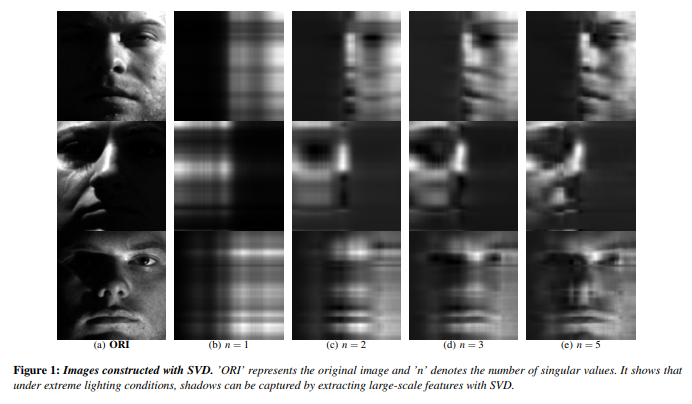 (a) ORI (b) n = 1 (c) n = 2 (d) n = 3 (e) n = 5
Figure 1: Images constructed with SVD. 'ORI' represents the original image and 'n' denotes the number of singular values. It shows that
under extreme lighting conditions, shadows can be captured by extracting large-scale features with SVD.